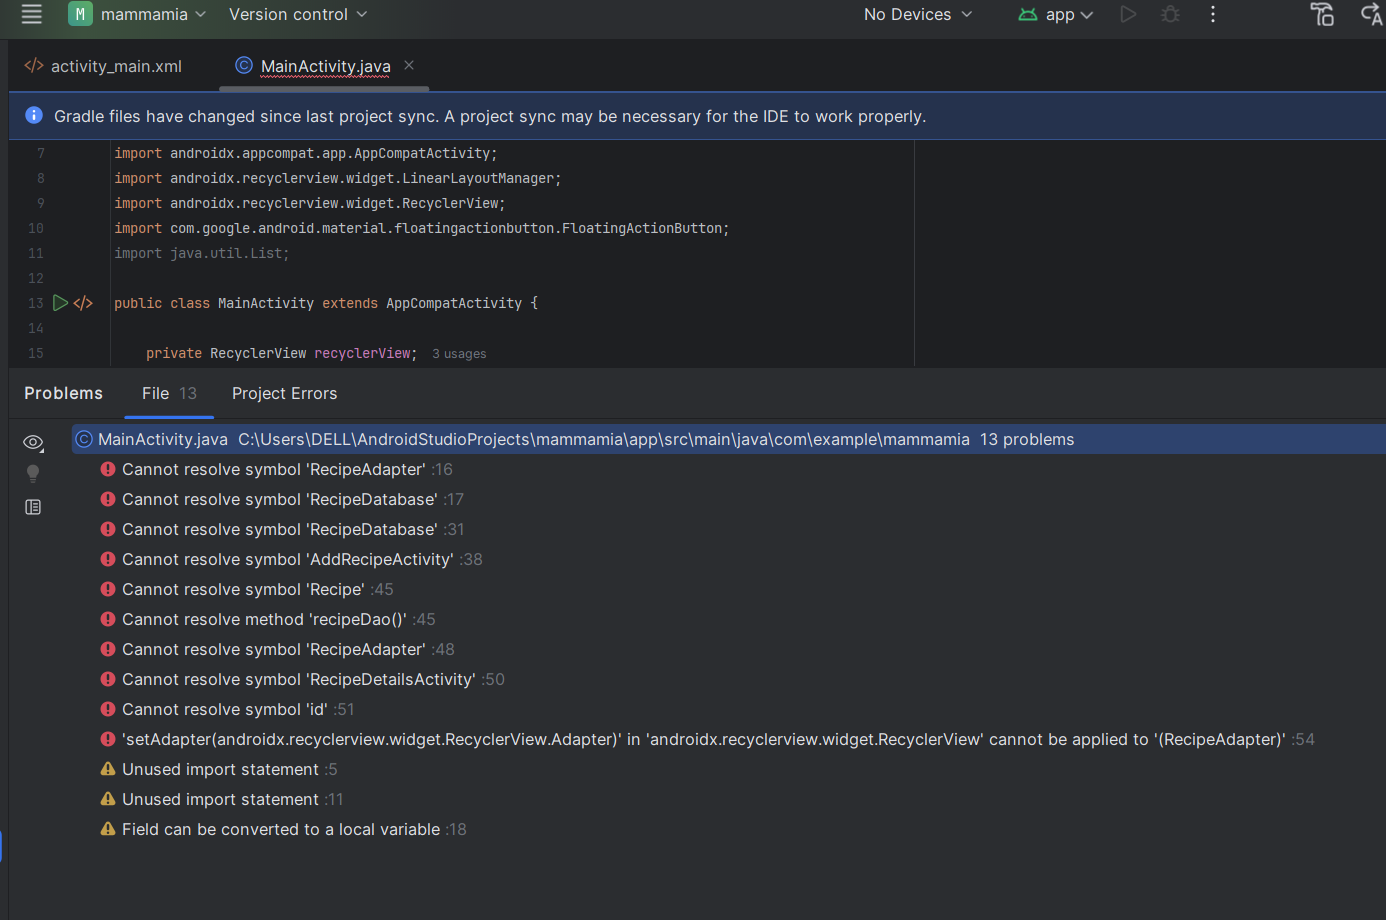 M mammamia Version control No Devices app
activity_main.xml MainActivity.java
Gradle files have changed since last project sync. A project sync may be necessary for the IDE to work properly.
7 import androidx.appcompat.app.AppCompatActivity;
8 import androidx.recyclerview.widget.LinearLayoutManager;
9 import androidx.recyclerview.widget.RecyclerView;
10 import com.google.android.material.floatingactionbutton.FloatingActionButton;
11 import java.util.List;
12
13 public class MainActivity extends AppCompatActivity {
14
15 private RecyclerView recyclerView; 3 usages
Problems File 13 Project Errors
MainActivity.java C:\Users\DELL\AndroidStudioProjects\mammamia\app\src\main\java\com\example\mammamia 13 problems
Cannot resolve symbol 'RecipeAdapter' :16
Cannot resolve symbol 'RecipeDatabase' :17
Cannot resolve symbol 'RecipeDatabase' :31
Cannot resolve symbol 'AddRecipeActivity' :38
Cannot resolve symbol 'Recipe' :45
Cannot resolve method 'recipeDao()' :45
Cannot resolve symbol 'RecipeAdapter' :48
Cannot resolve symbol 'RecipeDetailsActivity' :50
Cannot resolve symbol 'id' :51
'setAdapter(androidx.recyclerview.widget.RecyclerView.Adapter)' in 'androidx.recyclerview.widget.RecyclerView' cannot be applied to '(RecipeAdapter)' :54
Unused import statement :5
Unused import statement :11
Field can be converted to a local variable :18